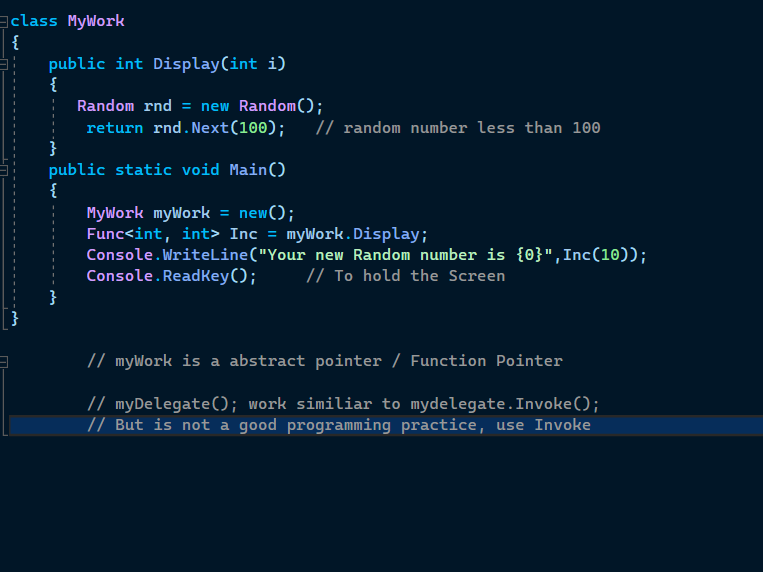 class MyWork
{
public int Display(int i)
{
Random rnd = new Random();
return rnd.Next(100); // random number less than 100
}
public static void Main()
{
MyWork myWork = new();
Func<int, int> Inc = myWork.Display;
Console.WriteLine("Your new Random number is {0}",Inc(10));
Console.ReadKey(); // To hold the Screen
}
}
// myWork is a abstract pointer / Function Pointer
// myDelegate(); work similiar to mydelegate.Invoke();
// But is not a good programming practice, use Invoke